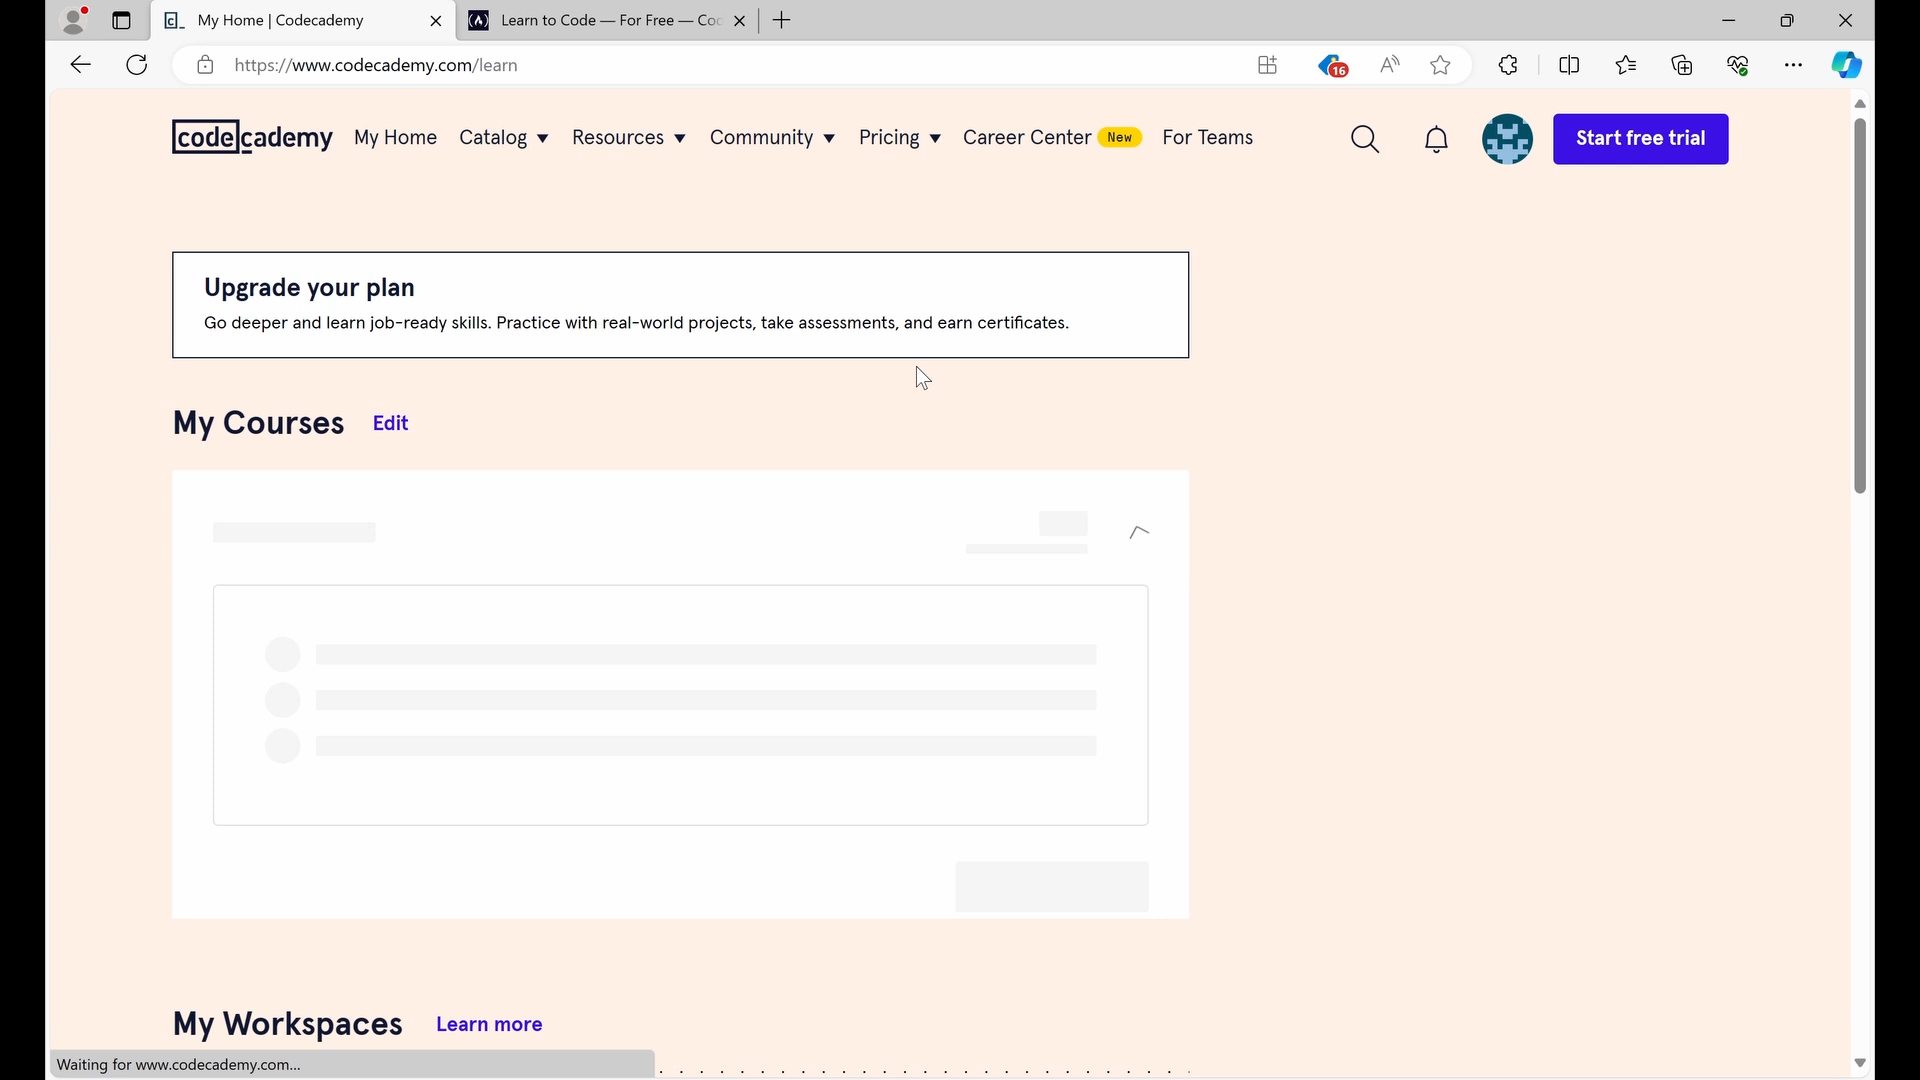 My Home | Codecademy
Learn to Code — For Free — Coc
https://www.codecademy.com/learn
16
codecademy
My Home
Catalog
Resources
Community
Pricing
Career Center
New
For Teams
Start free trial
Upgrade your plan
Go deeper and learn job-ready skills. Practice with real-world projects, take assessments, and earn certificates.
My Courses
Edit
My Workspaces
Learn more
Waiting for www.codecademy.com...